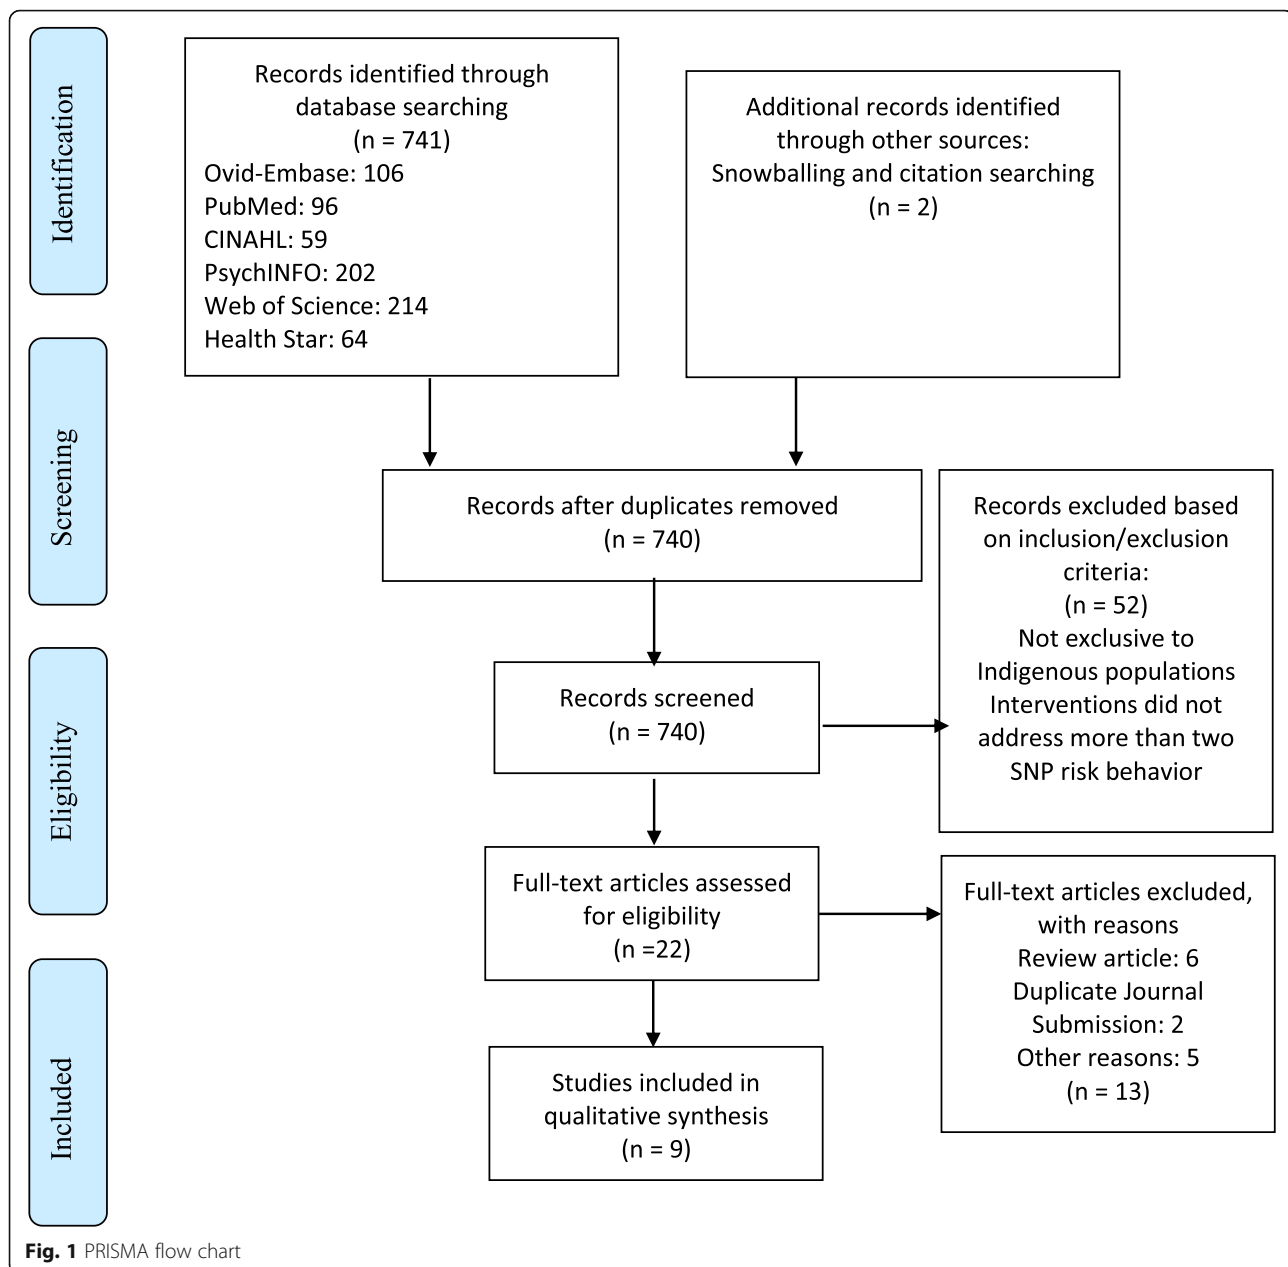 Identification
Records identified through
database searching
(n = 741)
Ovid-Embase: 106
PubMed: 96
CINAHL: 59
PsychINFO: 202
Web of Science: 214
Health Star: 64
Additional records identified
through other sources:
Snowballing and citation searching
(n = 2)
Screening
Records after duplicates removed
(n = 740)
Records screened
(n = 740)
Records excluded based
on inclusion/exclusion
criteria:
(n = 52)
Not exclusive to
Indigenous populations
Interventions did not
address more than two
SNP risk behavior
Eligibility
Full-text articles assessed
for eligibility
(n =22)
Full-text articles excluded,
with reasons
Review article: 6
Duplicate Journal
Submission: 2
Other reasons: 5
(n = 13)
Included
Studies included in
qualitative synthesis
(n = 9)
Fig. 1 PRISMA flow chart